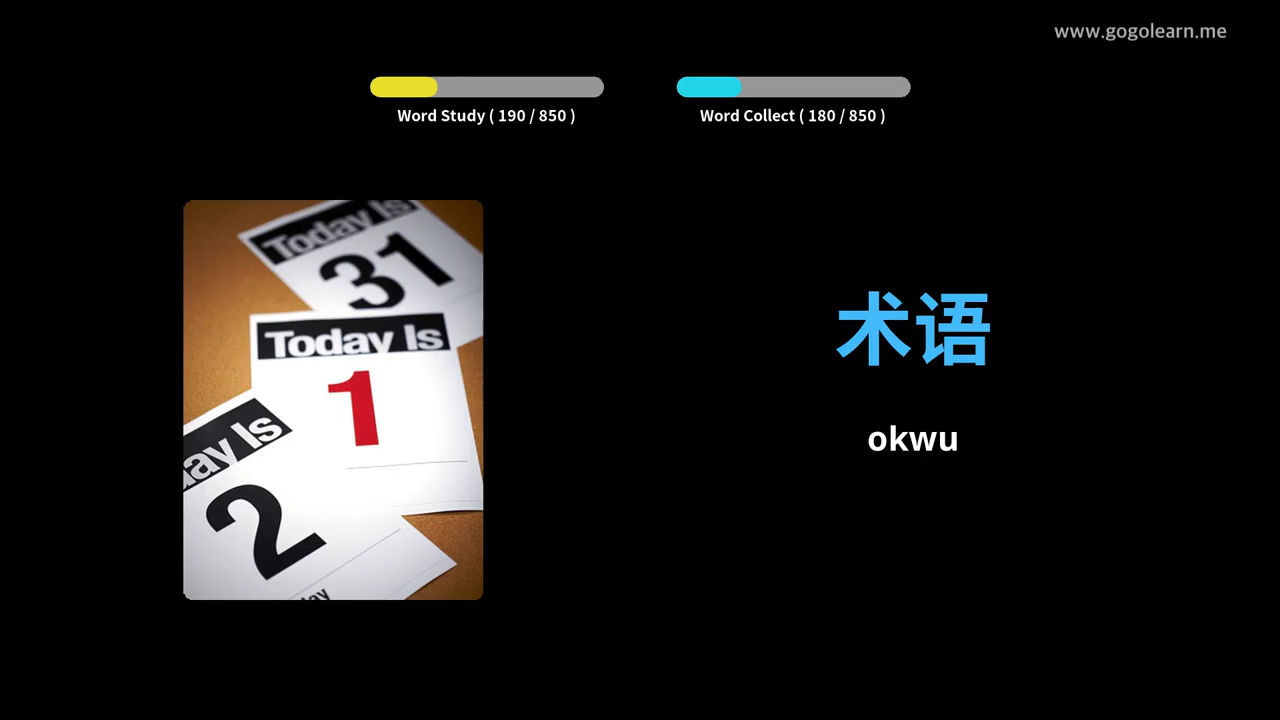 www.gogolearn.me
Word Study ( 190 / 850 )
Word Collect ( 180 / 850 )
Today Is
31
Today Is
1
ay Is
2
术语
okwu